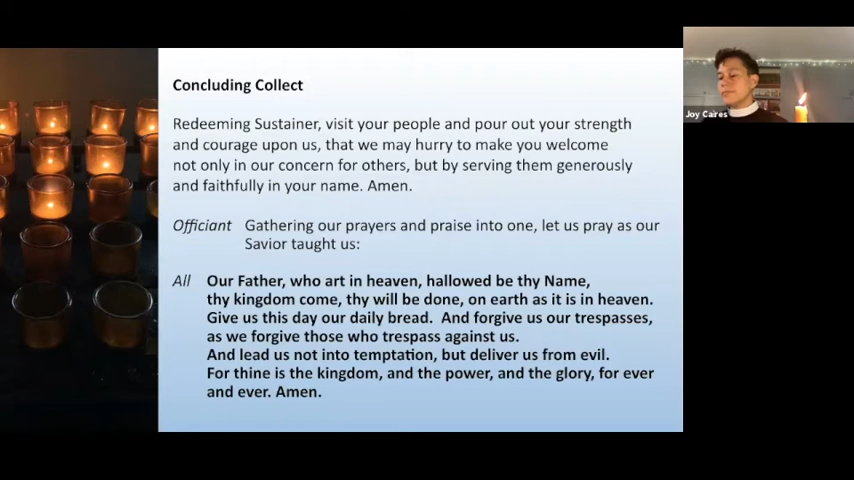 Concluding Collect
Redeeming Sustainer, visit your people and pour out your strength
and courage upon us, that we may hurry to make you welcome
not only in our concern for others, but by serving them generously
and faithfully in your name. Amen.
Officiant Gathering our prayers and praise into one, let us pray as our
Savior taught us:
All Our Father, who art in heaven, hallowed be thy Name,
thy kingdom come, thy will be done, on earth as it is in heaven.
Give us this day our daily bread. And forgive us our trespasses,
as we forgive those who trespass against us.
And lead us not into temptation, but deliver us from evil.
For thine is the kingdom, and the power, and the glory, for ever
and ever. Amen.
Joy Caires